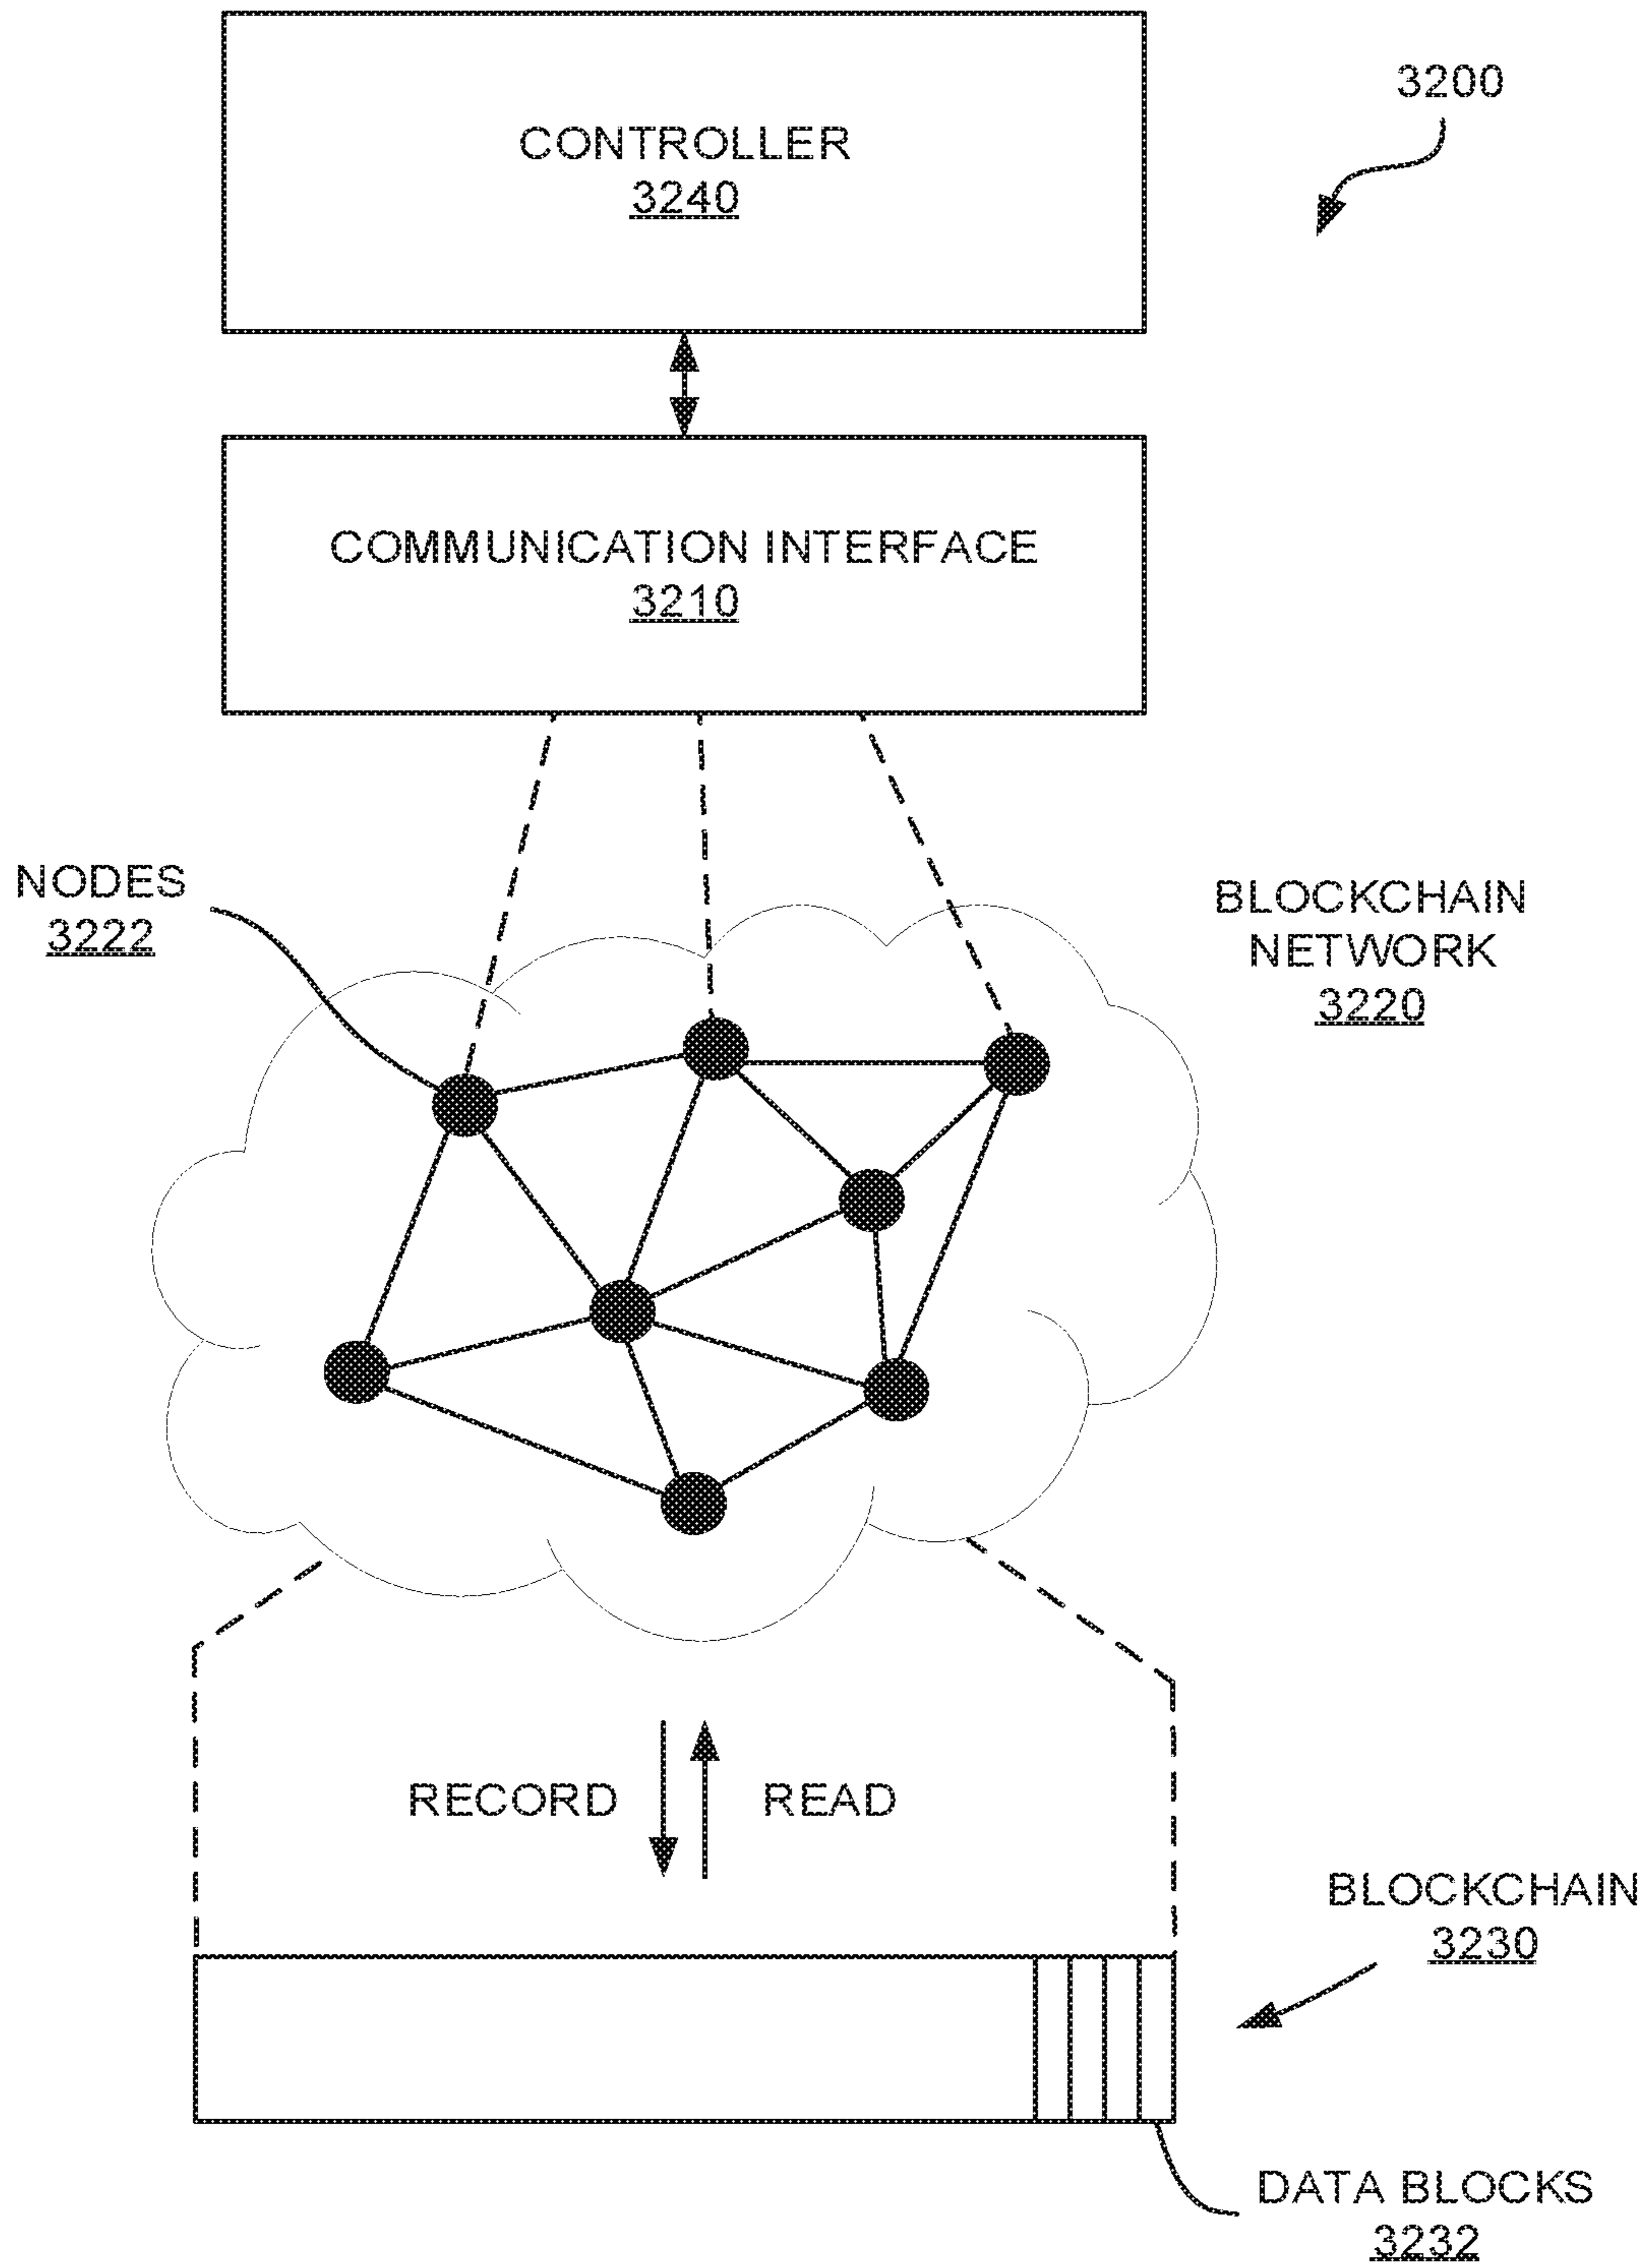 3200
CONTROLLER
3240
COMMUNICATION INTERFACE
3210
NODES
3222
BLOCKCHAIN
NETWORK
3220
RECORD
READ
BLOCKCHAIN
3230
DATA BLOCKS
3232